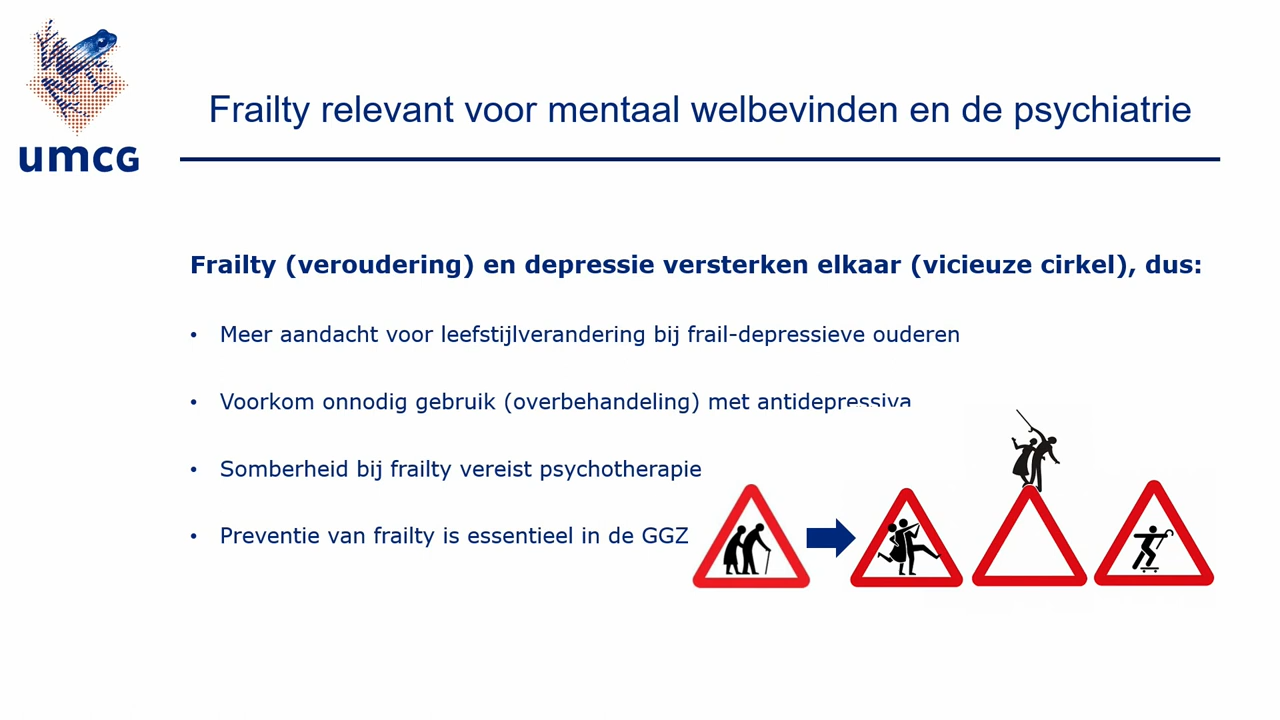 umcg
Frailty relevant voor mentaal welbevinden en de psychiatrie
Frailty (veroudering) en depressie versterken elkaar (vicieuze cirkel), dus:
• Meer aandacht voor leefstijlverandering bij frail-depressieve ouderen
• Voorkom onnodig gebruik (overbehandeling) met antidepressiva
• Somberheid bij frailty vereist psychotherapie
• Preventie van frailty is essentieel in de GGZ